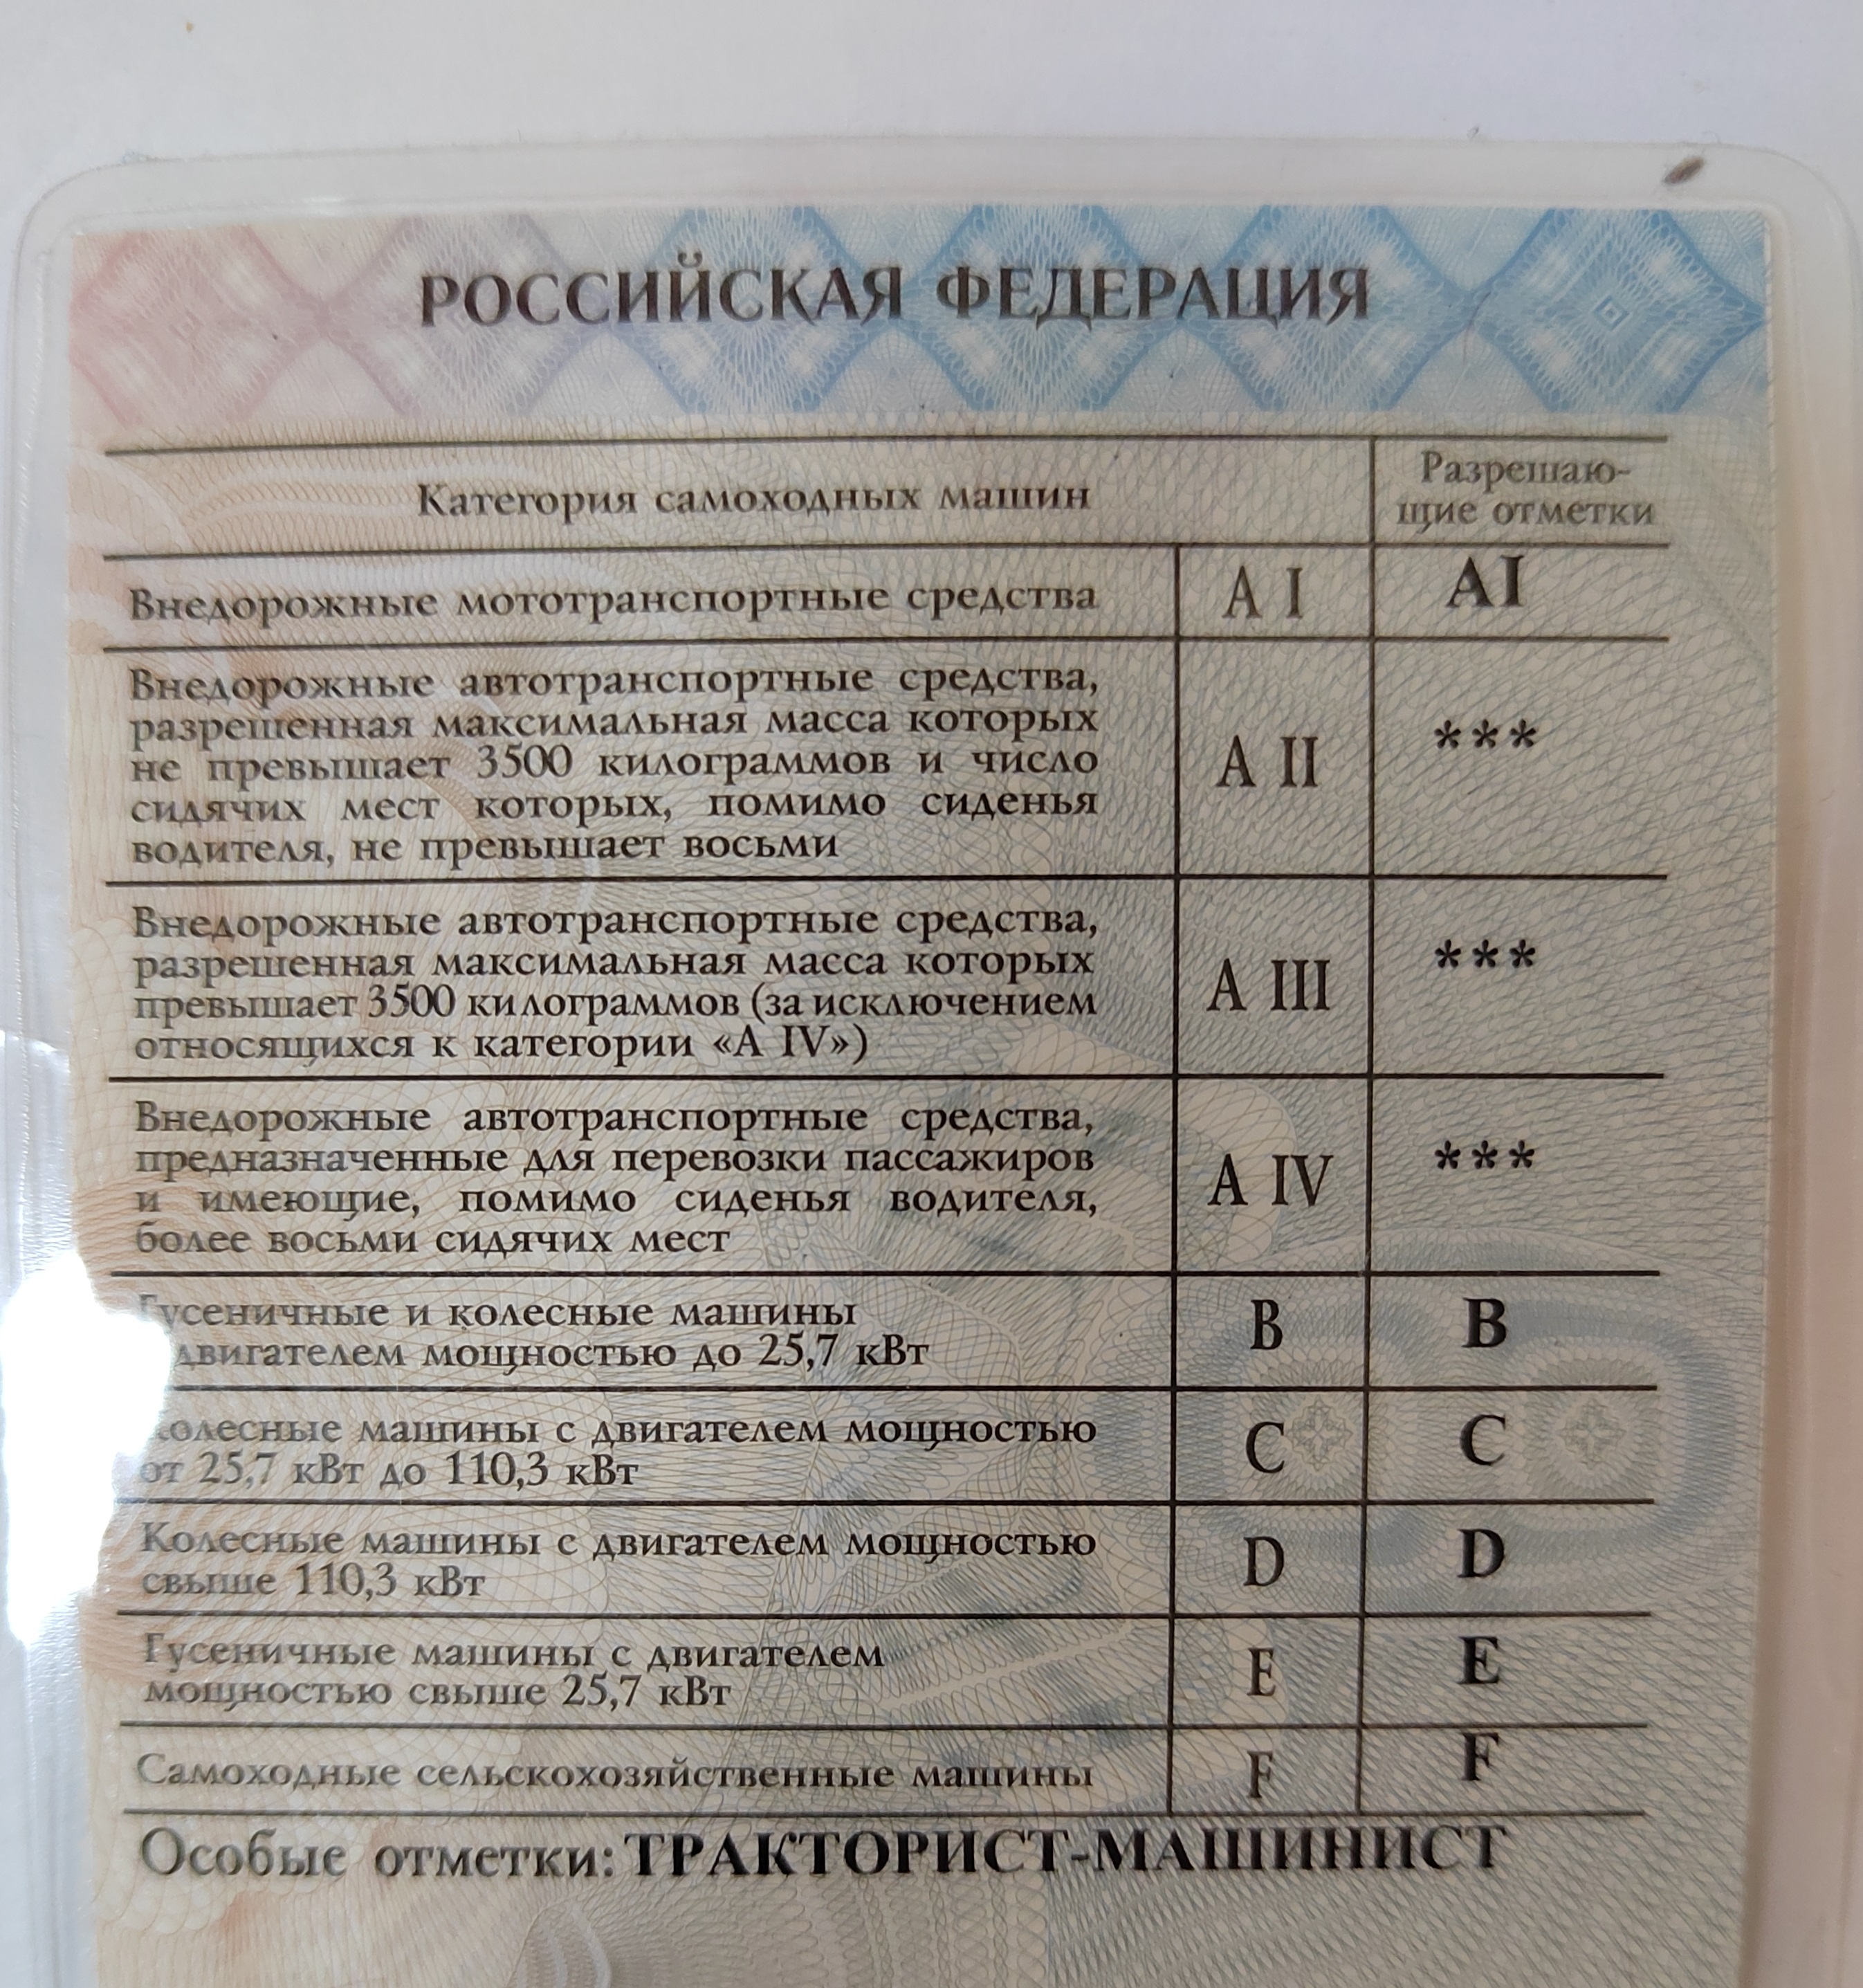 РОССИЙСКАЯ ФЕДЕРАЦИЯ
Категория самоходных машин
Разрешаю-
щие отметки
Внедорожные мототранспортные средства
A I
AI
Внедорожные автотранспортные средства,
разрешенная максимальная масса которых
не превышает 3500 килограммов и число
сидячих мест которых, помимо сиденья
водителя, не превышает восьми
A II
***
Внедорожные автотранспортные средства,
разрешенная максимальная масса которых
превышает 3500 килограммов (за исключением
относящихся к категории «A IV»)
A III
***
Внедорожные автотранспортные средства,
предназначенные для перевозки пассажиров
и имеющие, помимо сиденья водителя,
более восьми сидячих мест
A IV
***
Гусеничные и колесные машины
двигателем мощностью до 25,7 кВт
B
B
Колесные машины с двигателем мощностью
от 25,7 кВт до 110,3 кВт
C
C
Колесные машины с двигателем мощностью
свыше 110,3 кВт
D
D
Гусеничные машины с двигателем
мощностью свыше 25,7 кВт
E
E
Самоходные сельскохозяйственные машины
F
F
Особые отметки: ТРАКТОРИСТ-МАШИНИСТ